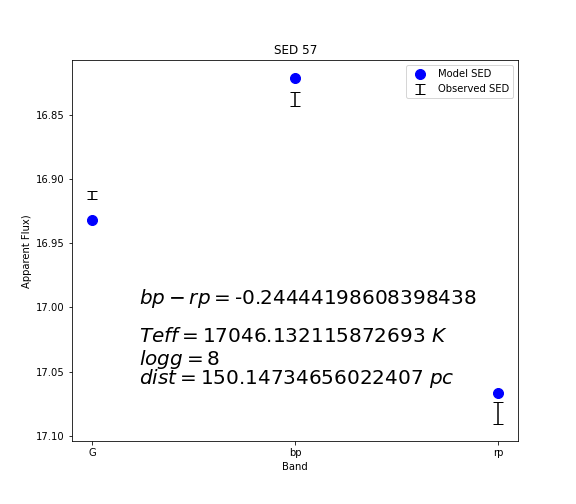 SED 57
Model SED
Observed SED
16.85
16.90
16.95
17.00
17.05
17.10
Apparent Flux)
bp − rp = -0.24444198608398438
Teff = 17046.132115872693 K
logg = 8
dist = 150.14734656022407 pc
G
bp
rp
Band